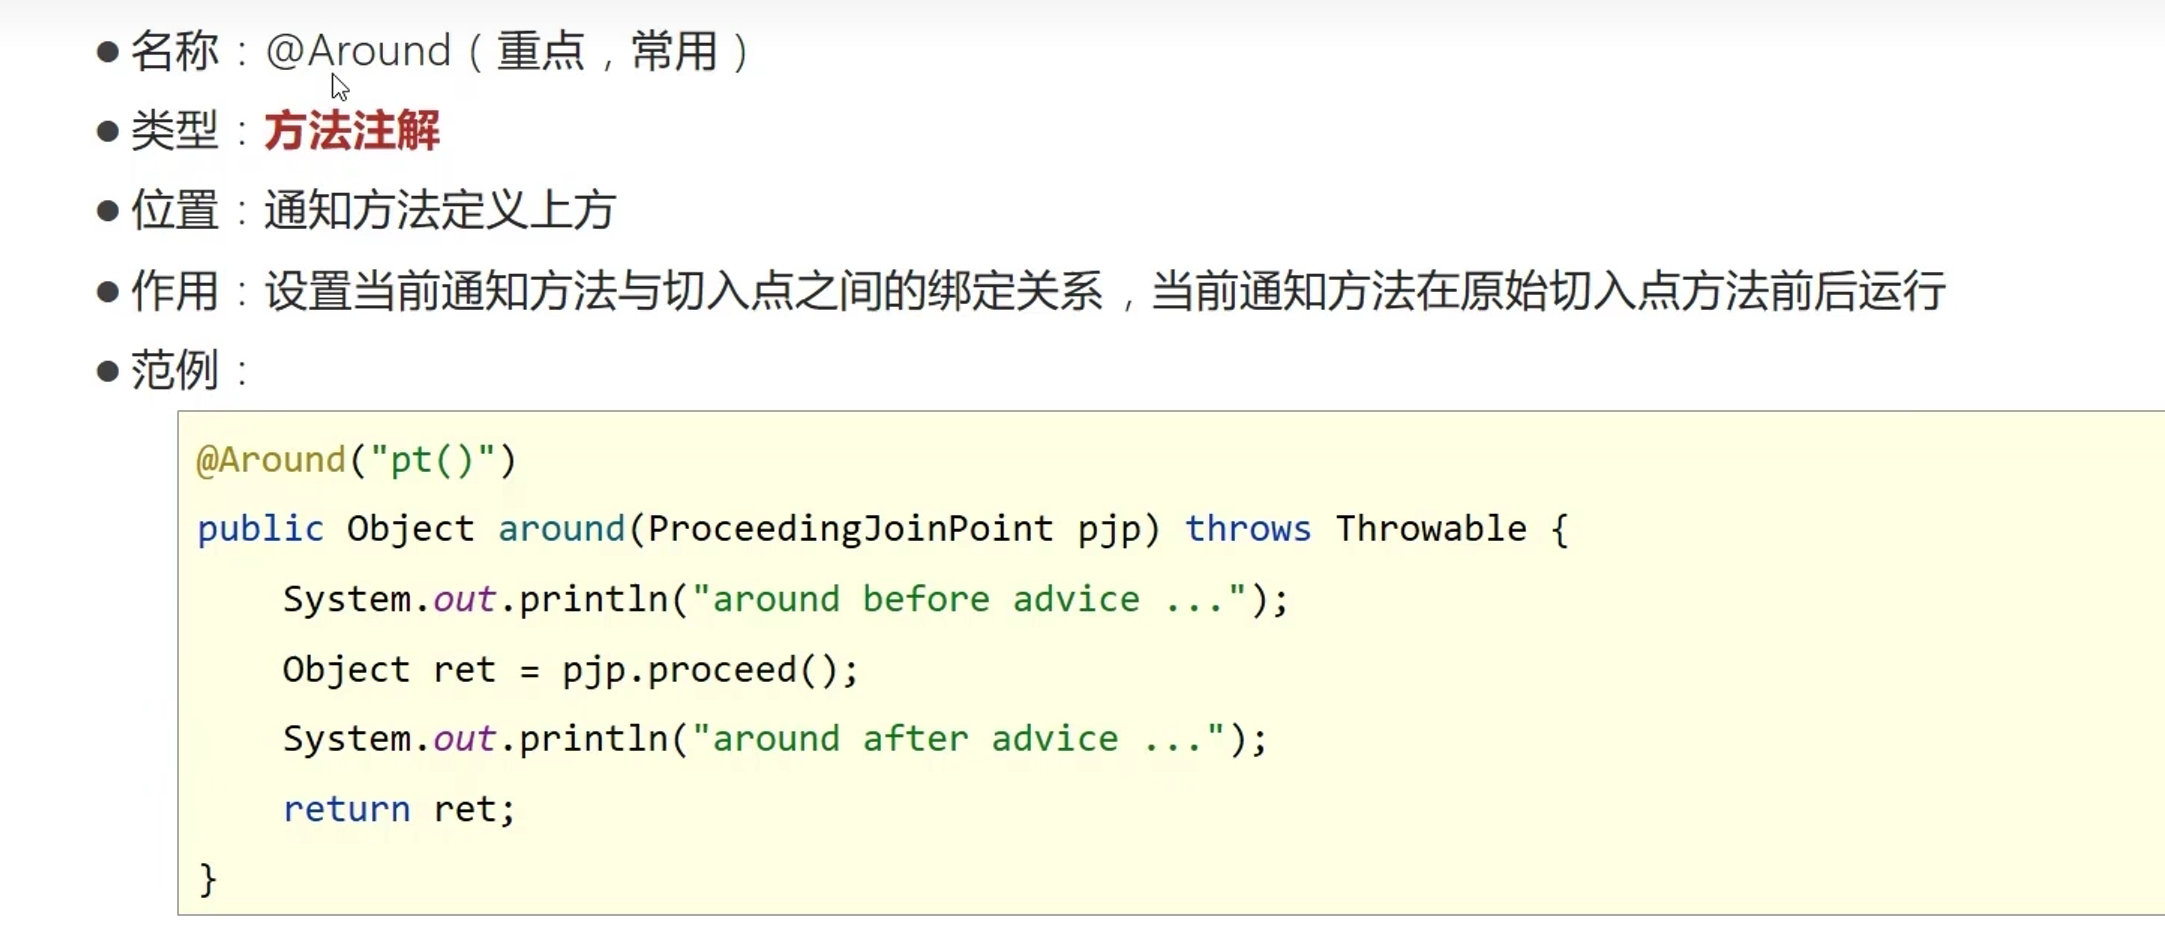 ● 名称：@Around（重点，常用）
● 类型：方法注解
● 位置：通知方法定义上方
● 作用：设置当前通知方法与切入点之间的绑定关系，当前通知方法在原始切入点方法前后运行
● 范例：
@Around("pt()")
public Object around(ProceedingJoinPoint pjp) throws Throwable {
    System.out.println("around before advice ...");
    Object ret = pjp.proceed();
    System.out.println("around after advice ...");
    return ret;
}